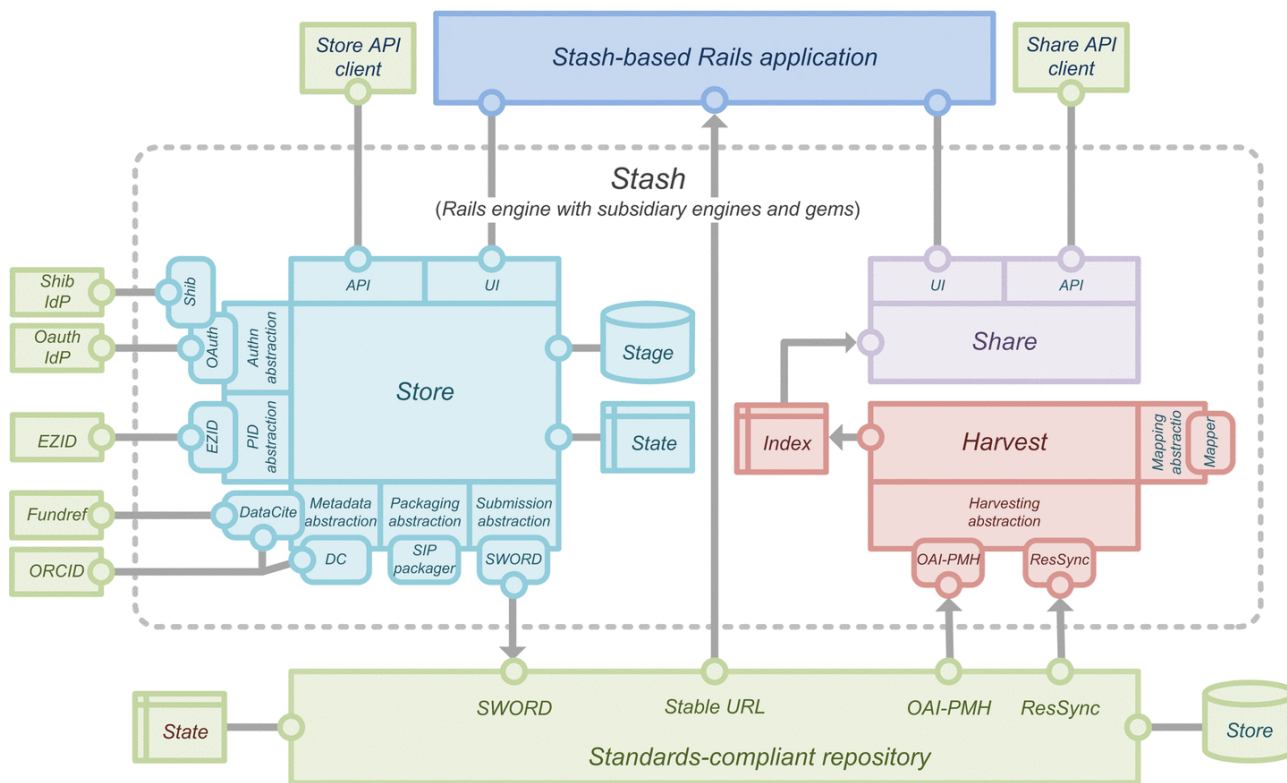 Store API
client
Stash-based Rails application
Share API
client
Stash
(Rails engine with subsidiary engines and gems)
Shib
IdP
Shib
API
UI
UI
API
Oauth
IdP
OAuth
Authn
abstraction
Store
Stage
Share
EZID
EZID
PID
abstraction
State
Index
Harvest
Mapping
abstractio
Mapper
Fundref
DataCite
Metadata
abstraction
Packaging
abstraction
Submission
abstraction
Harvesting
abstraction
ORCID
DC
SIP
packager
SWORD
OAI-PMH
ResSync
State
SWORD
Stable URL
OAI-PMH
ResSync
Store
Standards-compliant repository